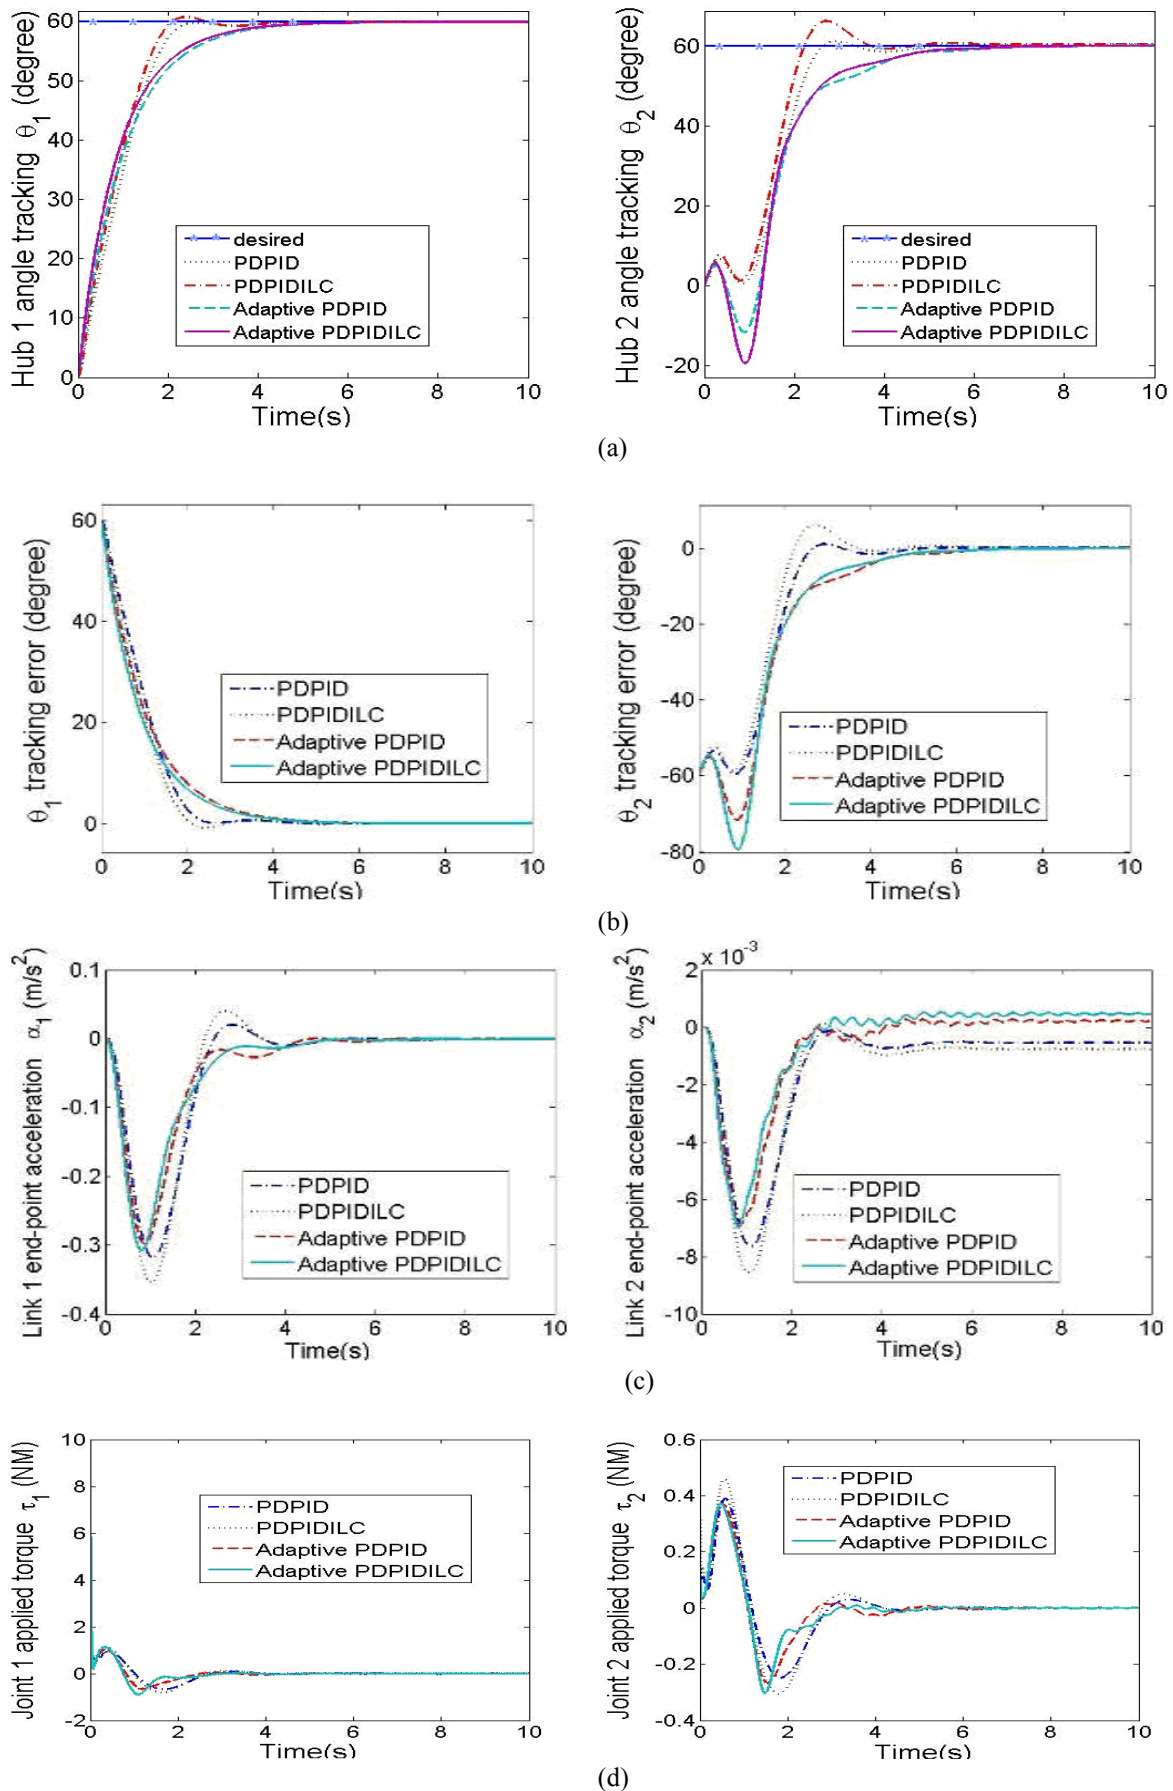 Hub 1 angle tracking θ1 (degree)
60
50
40
30
20
10
0
desired
PDPID
PDPIDILC
Adaptive PDPID
Adaptive PDPIDILC
0 2 4 6 8 10
Time(s)
Hub 2 angle tracking θ2 (degree)
60
40
20
0
-20
desired
PDPID
PDPIDILC
Adaptive PDPID
Adaptive PDPIDILC
0 2 4 6 8 10
Time(s)
(a)
θ1 tracking error (degree)
60
40
20
0
PDPID
PDPIDILC
Adaptive PDPID
Adaptive PDPIDILC
0 2 4 6 8 10
Time(s)
θ2 tracking error (degree)
0
-20
-40
-60
-80
PDPID
PDPIDILC
Adaptive PDPID
Adaptive PDPIDILC
0 2 4 6 8 10
Time(s)
(b)
Link 1 end-point acceleration α1 (m/s2)
0.1
0
-0.1
-0.2
-0.3
-0.4
PDPID
PDPIDILC
Adaptive PDPID
Adaptive PDPIDILC
0 2 4 6 8 10
Time(s)
Link 2 end-point acceleration α2 (m/s2)
x 10-3
2
0
-2
-4
-6
-8
-10
PDPID
PDPIDILC
Adaptive PDPID
Adaptive PDPIDILC
0 2 4 6 8 10
Time(s)
(c)
Joint 1 applied torque τ1 (NM)
10
8
6
4
2
0
-2
PDPID
PDPIDILC
Adaptive PDPID
Adaptive PDPIDILC
0 2 4 6 8 10
Time(s)
Joint 2 applied torque τ2 (NM)
0.6
0.4
0.2
0
-0.2
-0.4
PDPID
PDPIDILC
Adaptive PDPID
Adaptive PDPIDILC
0 2 4 6 8 10
Time(s)
(d)